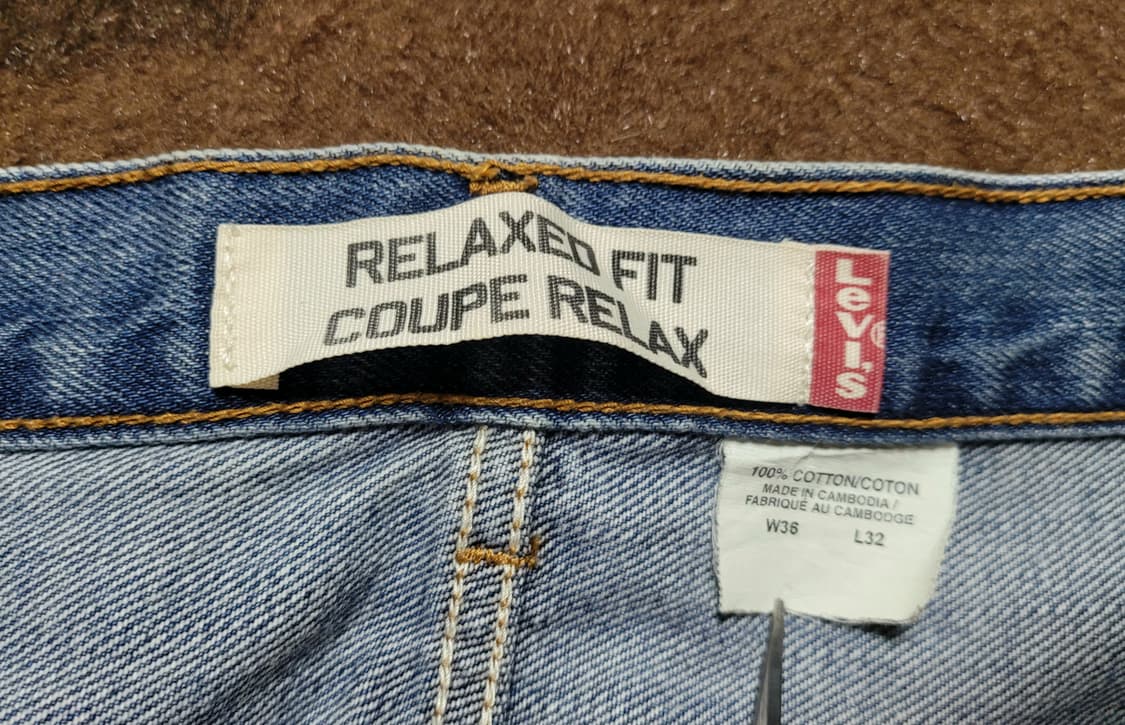 RELAXED FIT
COUPE RELAX
Levi's®
100% COTTON/COTON
MADE IN CAMBODIA /
FABRIQUÉ AU CAMBODGE
W36 L32